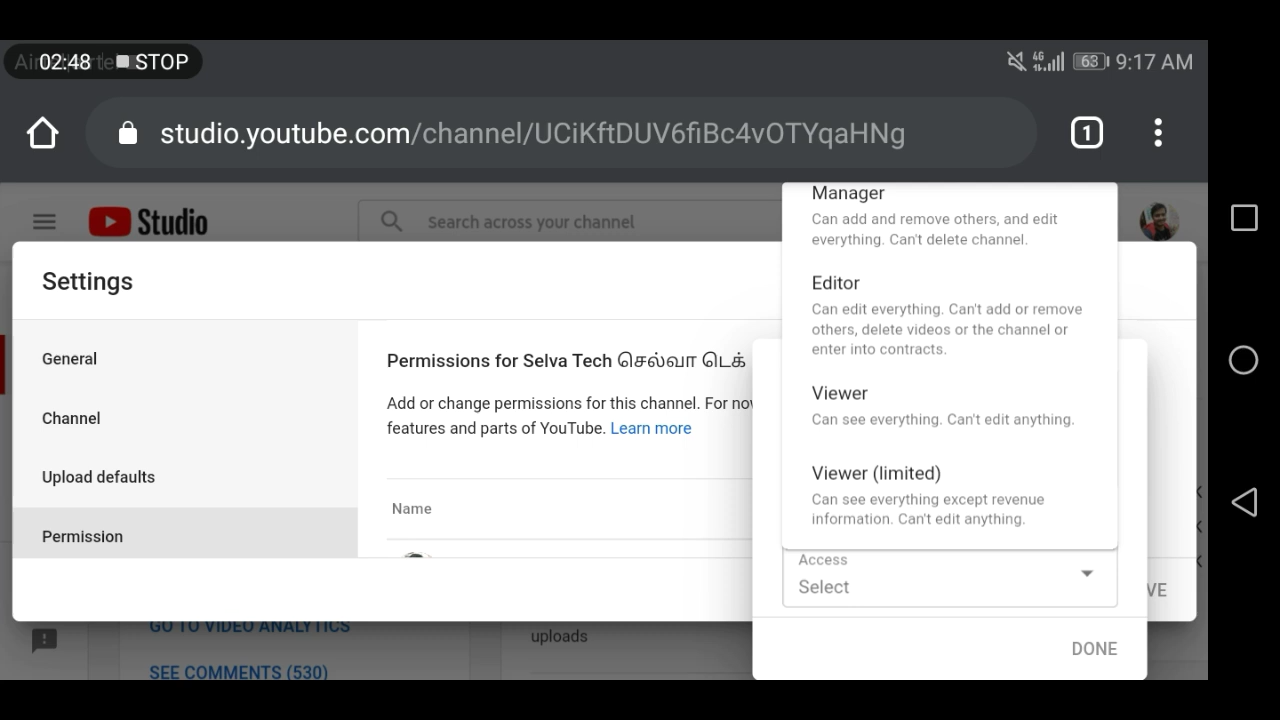 02:48 STOP
63 9:17 AM
studio.youtube.com/channel/UCiKftDUV6fiBc4vOTYqaHNg
1
Studio
Search across your channel
Settings
General
Channel
Upload defaults
Permission
Permissions for Selva Tech செல்வா டெக்
Add or change permissions for this channel. For
features and parts of YouTube. Learn more
Name
Manager
Can add and remove others, and edit
everything. Can't delete channel.
Editor
Can edit everything. Can't add or remove
others, delete videos or the channel or
enter into contracts.
Viewer
Can see everything. Can't edit anything.
Viewer (limited)
Can see everything except revenue
information. Can't edit anything.
Access
Select
VE
DONE
GO TO VIDEO ANALYTICS
SEE COMMENTS (530)
uploads